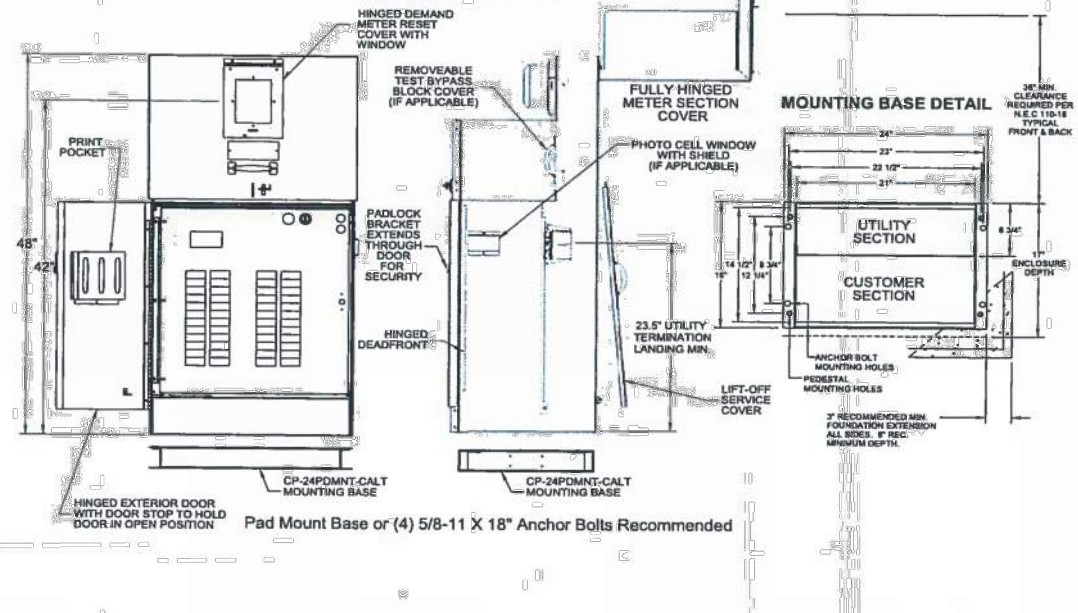 HINGED DEMAND
METER RESET
COVER WITH
WINDOW
REMOVEABLE
TEST BYPASS
BLOCK COVER
(IF APPLICABLE)
FULLY HINGED
METER SECTION
COVER
MOUNTING BASE DETAIL
36" MIN.
CLEARANCE
REQUIRED PER
N.E.C 110-16
TYPICAL
FRONT & BACK
PRINT
POCKET
PHOTO CELL WINDOW
WITH SHIELD
(IF APPLICABLE)
24"
23"
22 1/2"
21"
48"
42"
PADLOCK
BRACKET
EXTENDS
THROUGH
DOOR
FOR
SECURITY
UTILITY
SECTION
8 3/4"
17"
ENCLOSURE
DEPTH
16"
14 1/2"
12 1/4"
9 3/4"
CUSTOMER
SECTION
HINGED
DEADFRONT
23.5" UTILITY
TERMINATION
LANDING MIN.
ANCHOR BOLT
MOUNTING HOLES
PEDESTAL
MOUNTING HOLES
LIFT-OFF
SERVICE
COVER
3" RECOMMENDED MIN.
FOUNDATION EXTENSION
ALL SIDES. 6" REC.
MINIMUM DEPTH.
CP-24PDMNT-CALT
MOUNTING BASE
CP-24PDMNT-CALT
MOUNTING BASE
HINGED EXTERIOR DOOR
WITH DOOR STOP TO HOLD
DOOR IN OPEN POSITION
Pad Mount Base or (4) 5/8-11 X 18" Anchor Bolts Recommended